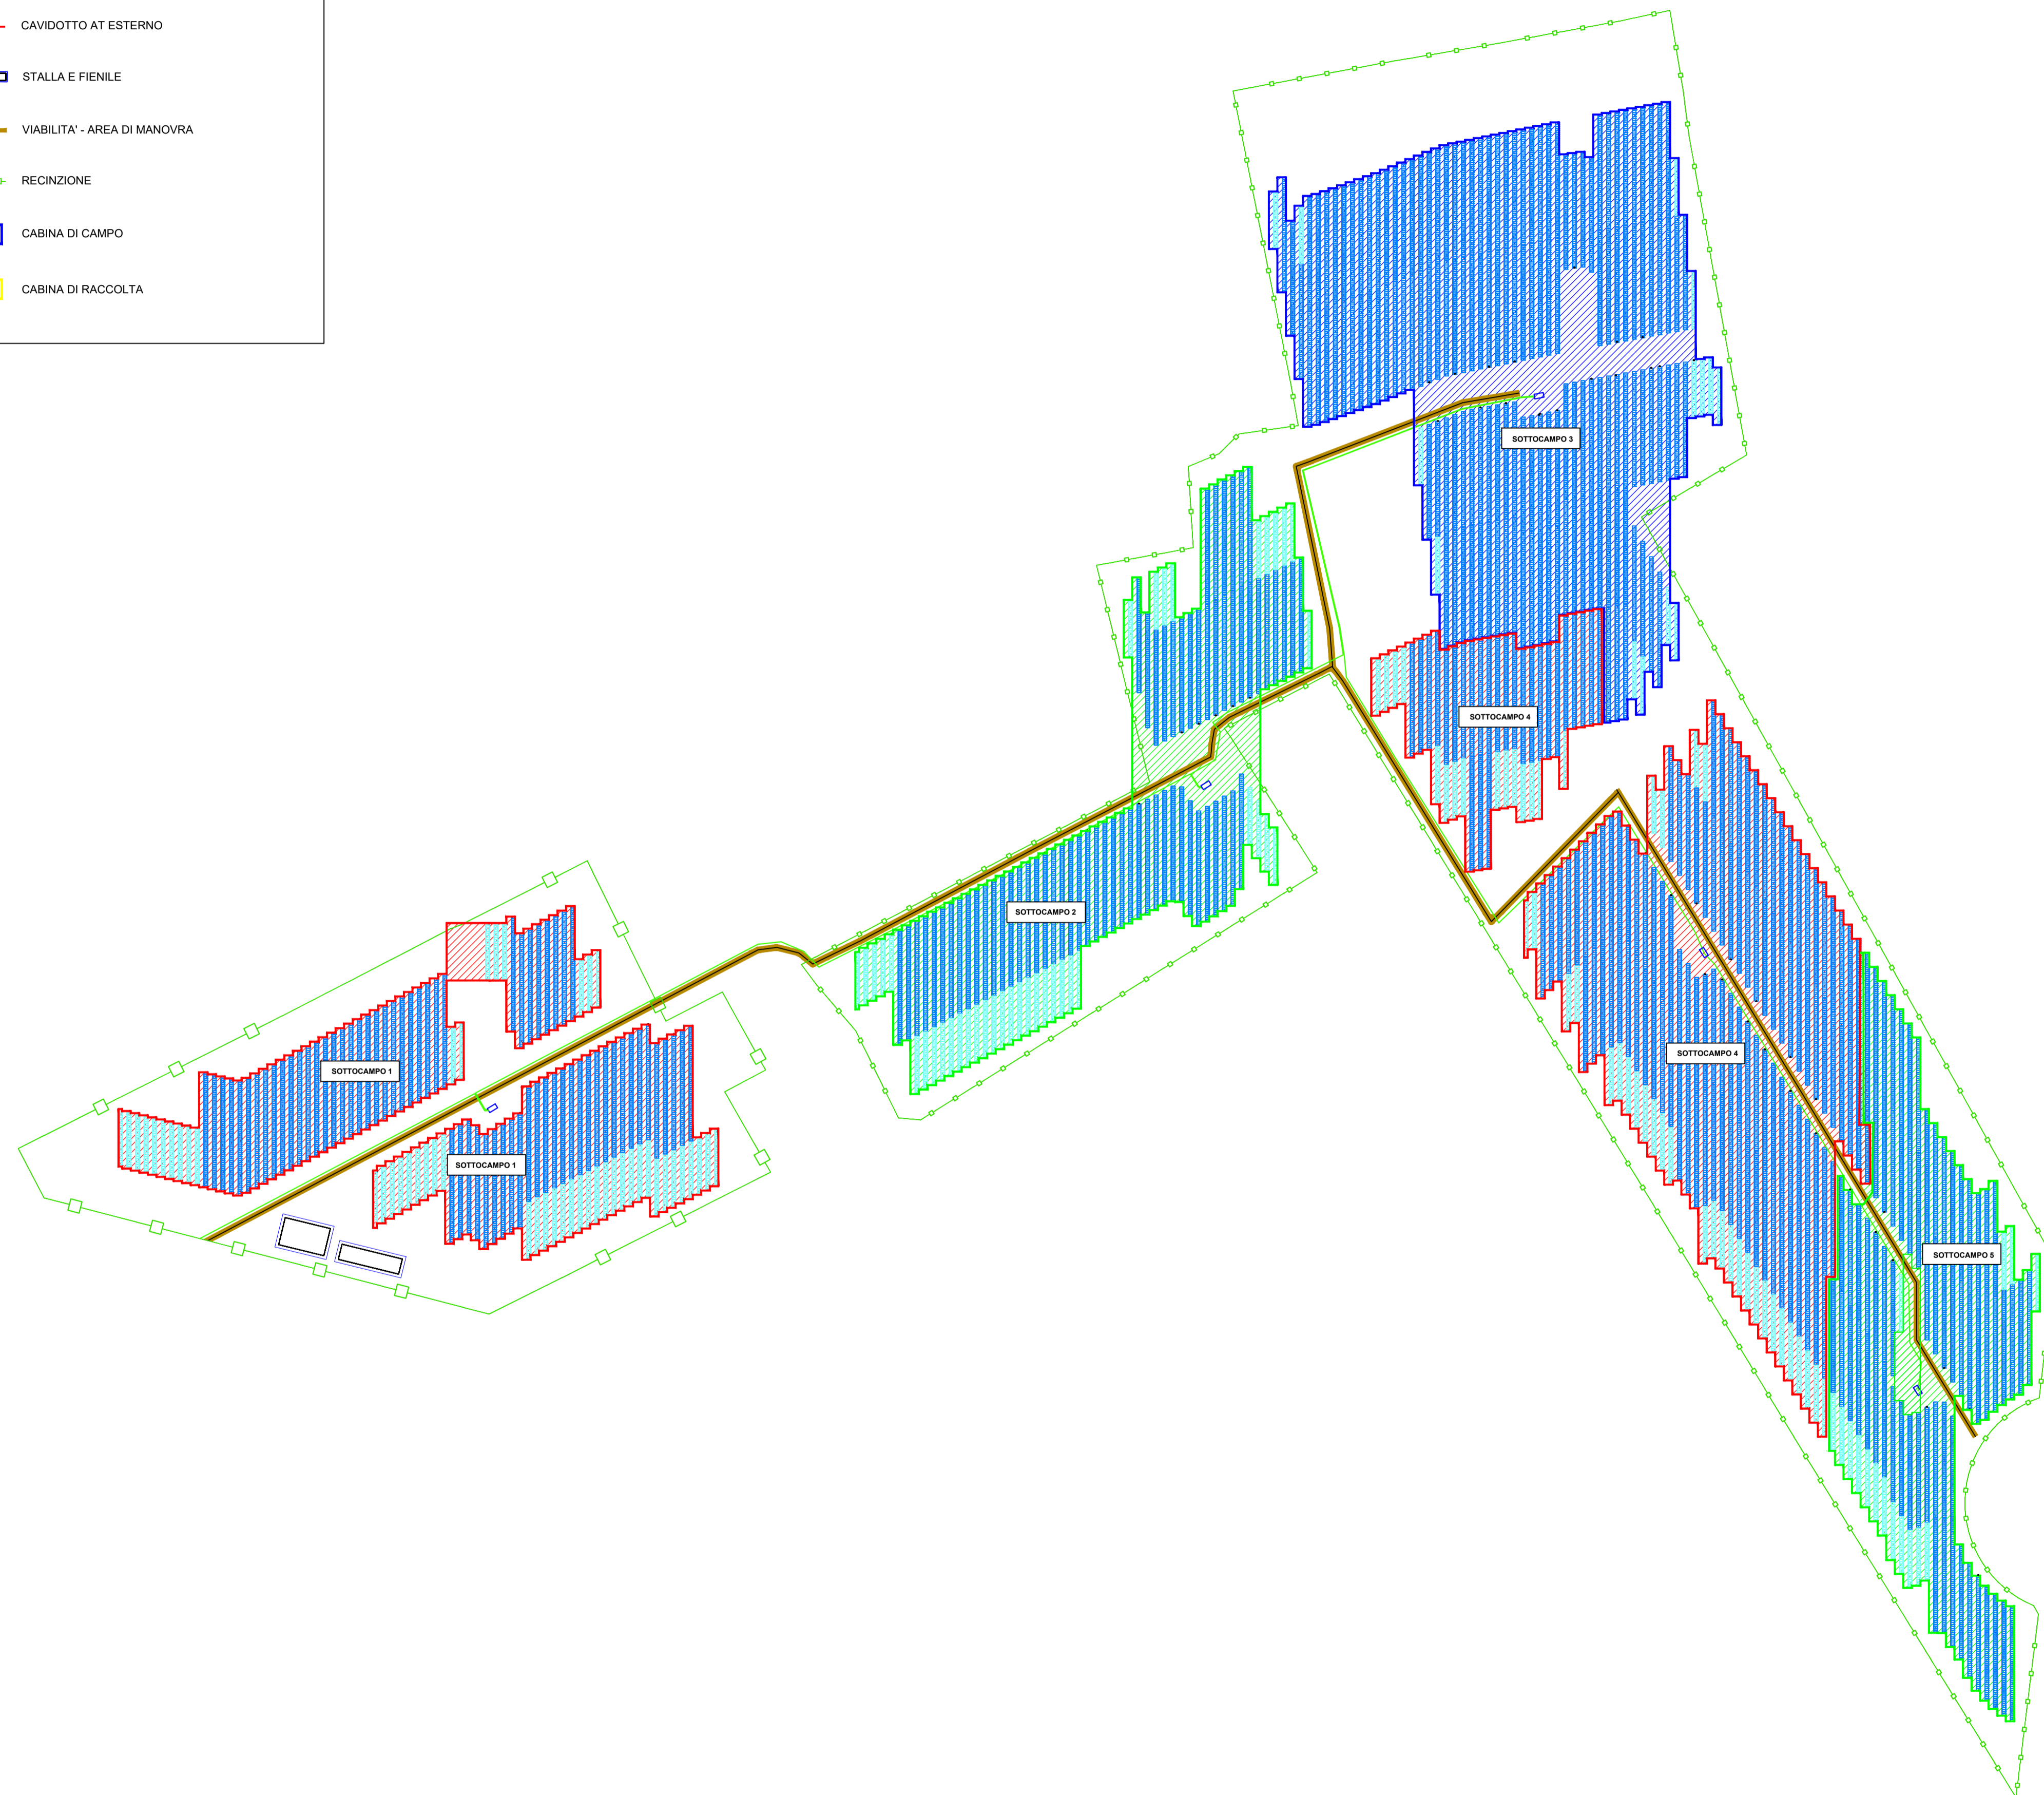 CAVIDOTTO AT ESTERNO
STALLA E FIENILE
VIABILITA' - AREA DI MANOVRA
RECINZIONE
CABINA DI CAMPO
CABINA DI RACCOLTA
SOTTOCAMPO 3
SOTTOCAMPO 4
SOTTOCAMPO 2
SOTTOCAMPO 4
SOTTOCAMPO 1
SOTTOCAMPO 1
SOTTOCAMPO 5